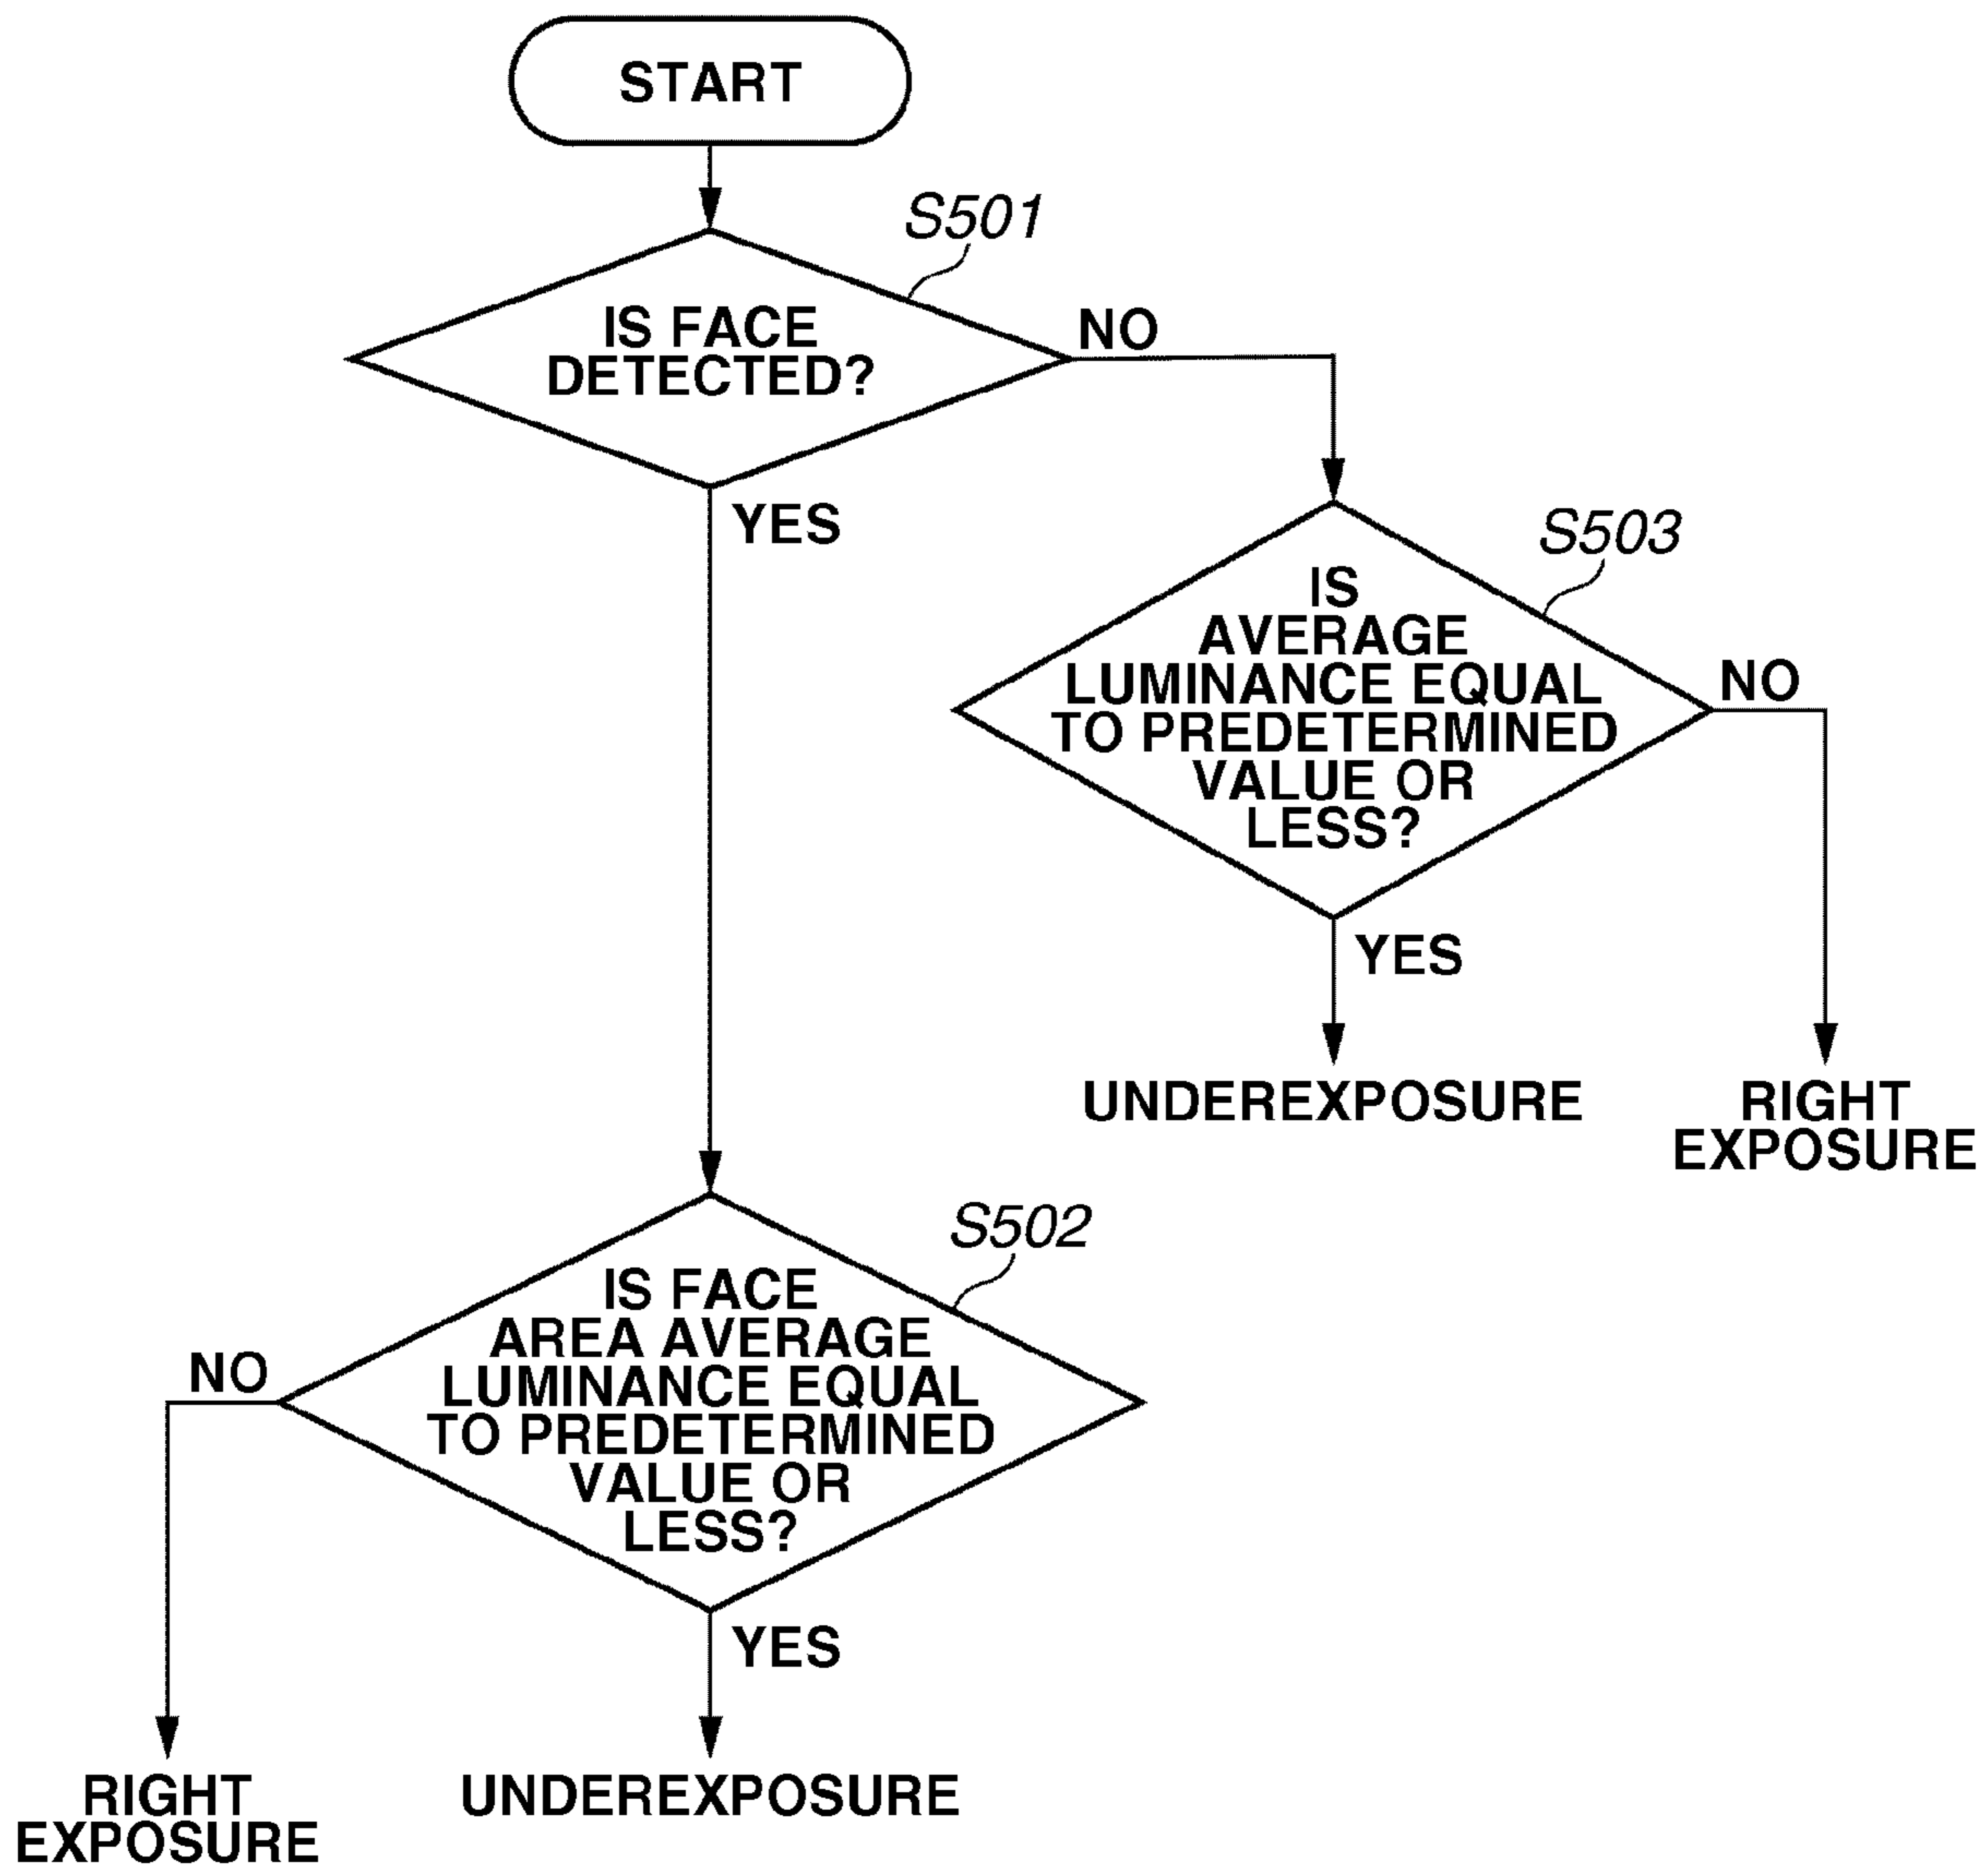 START
S501
IS FACE
DETECTED?
NO
YES
S503
IS
AVERAGE
LUMINANCE EQUAL
TO PREDETERMINED
VALUE OR
LESS?
NO
YES
UNDEREXPOSURE
RIGHT
EXPOSURE
S502
IS FACE
AREA AVERAGE
LUMINANCE EQUAL
TO PREDETERMINED
VALUE OR
LESS?
NO
YES
RIGHT
EXPOSURE
UNDEREXPOSURE